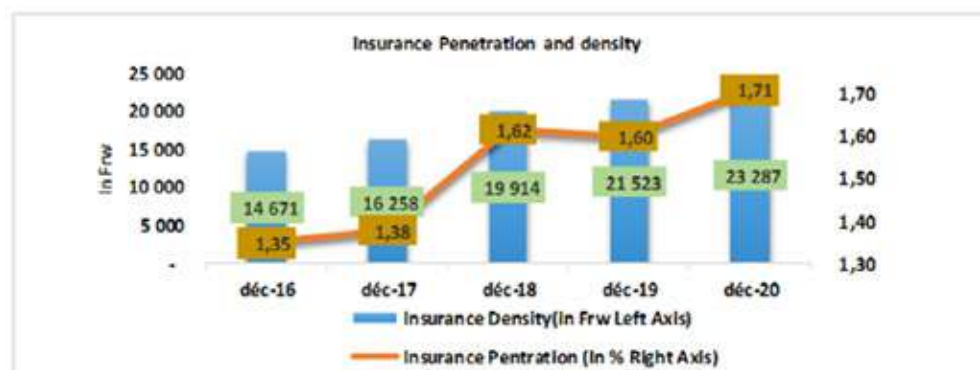 Insurance Penetration and density
In Frw
25 000
20 000
15 000
10 000
5 000
-
1,70
1,60
1,50
1,40
1,30
14 671
16 258
19 914
21 523
23 287
1,35
1,38
1,62
1,60
1,71
déc-16
déc-17
déc-18
déc-19
déc-20
Insurance Density(In Frw Left Axis)
Insurance Pentration (In % Right Axis)